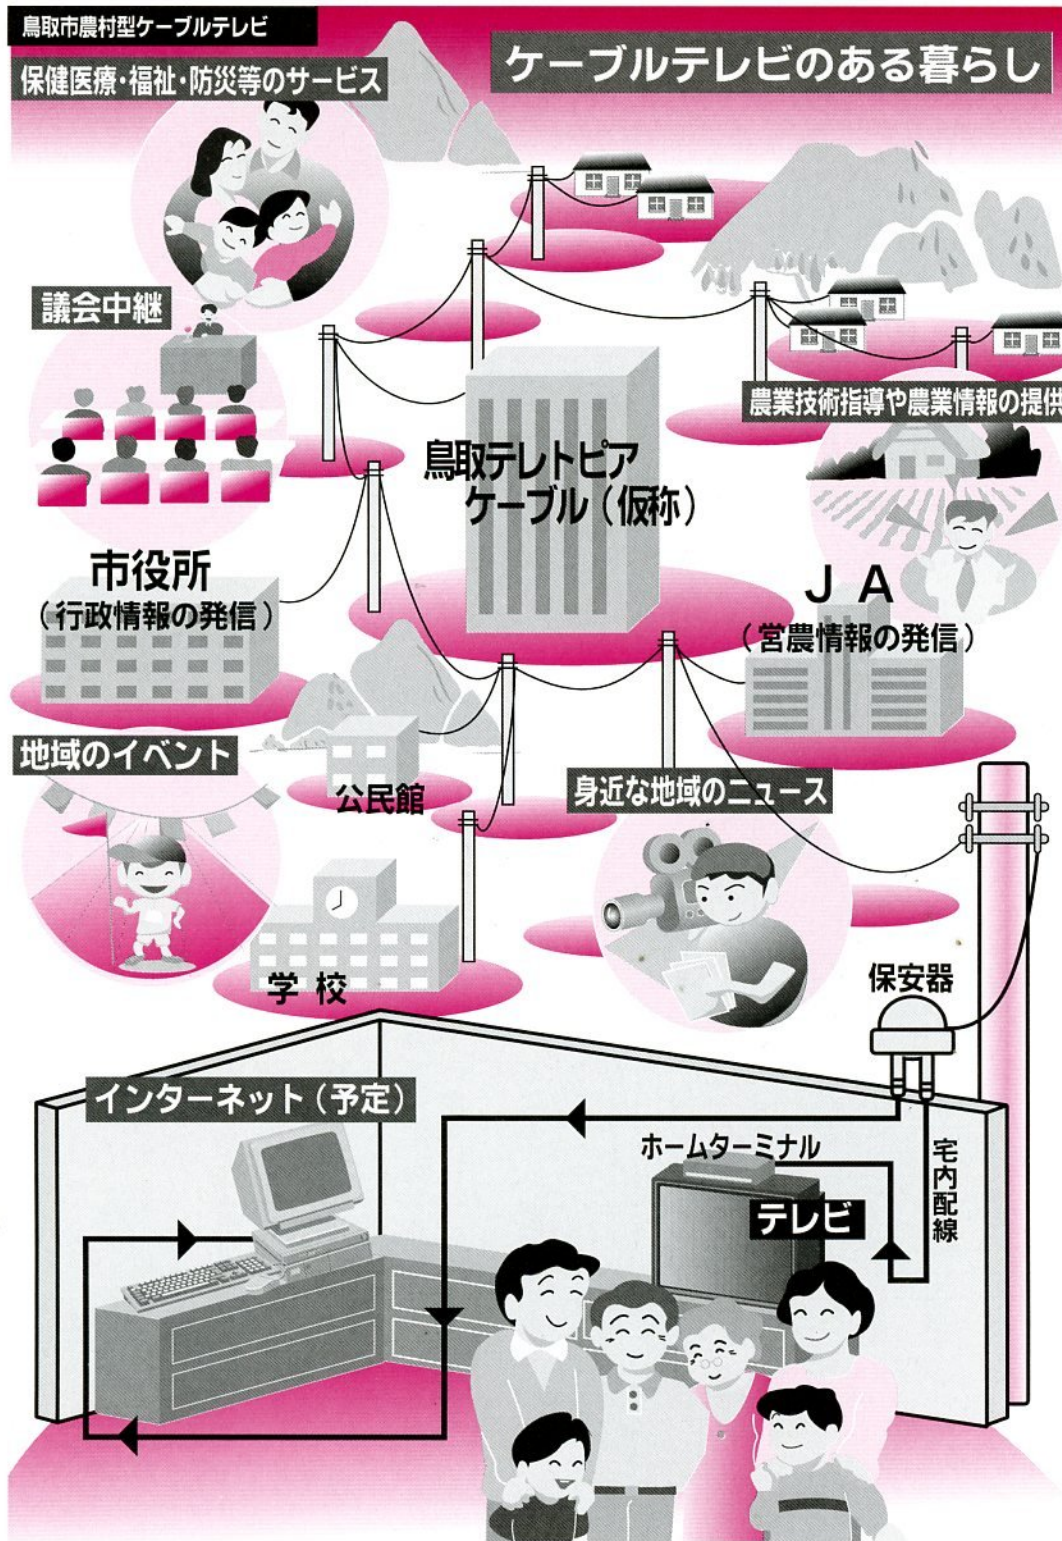 鳥取市農村型ケーブルテレビ
ケーブルテレビのある暮らし
保健医療・福祉・防災等のサービス
議会中継
農業技術指導や農業情報の提供
鳥取テレトピア
ケーブル(仮称)
市役所
(行政情報の発信)
JA
(営農情報の発信)
地域のイベント
公民館
身近な地域のニュース
学校
保安器
インターネット(予定)
ホームターミナル
テレビ
宅内配線